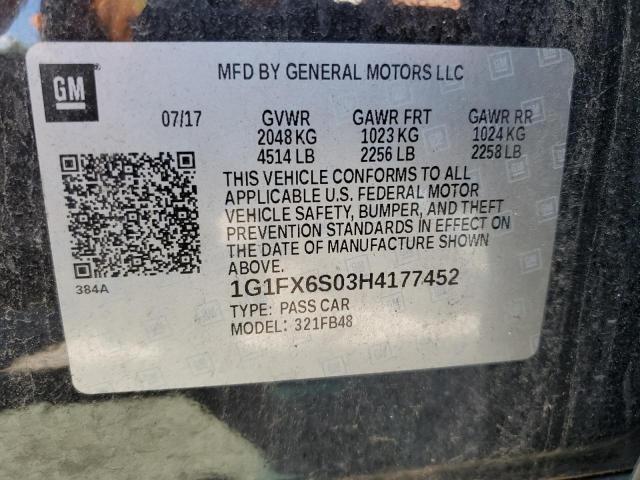 GM
MFD BY GENERAL MOTORS LLC
07/17 GVWR GAWR FRT GAWR RR
2048 KG 1023 KG 1024 KG
4514 LB 2256 LB 2258 LB
THIS VEHICLE CONFORMS TO ALL
APPLICABLE U.S. FEDERAL MOTOR
VEHICLE SAFETY, BUMPER, AND THEFT
PREVENTION STANDARDS IN EFFECT ON
THE DATE OF MANUFACTURE SHOWN
ABOVE.
384A
1G1FX6S03H4177452
TYPE: PASS CAR
MODEL: 321FB48